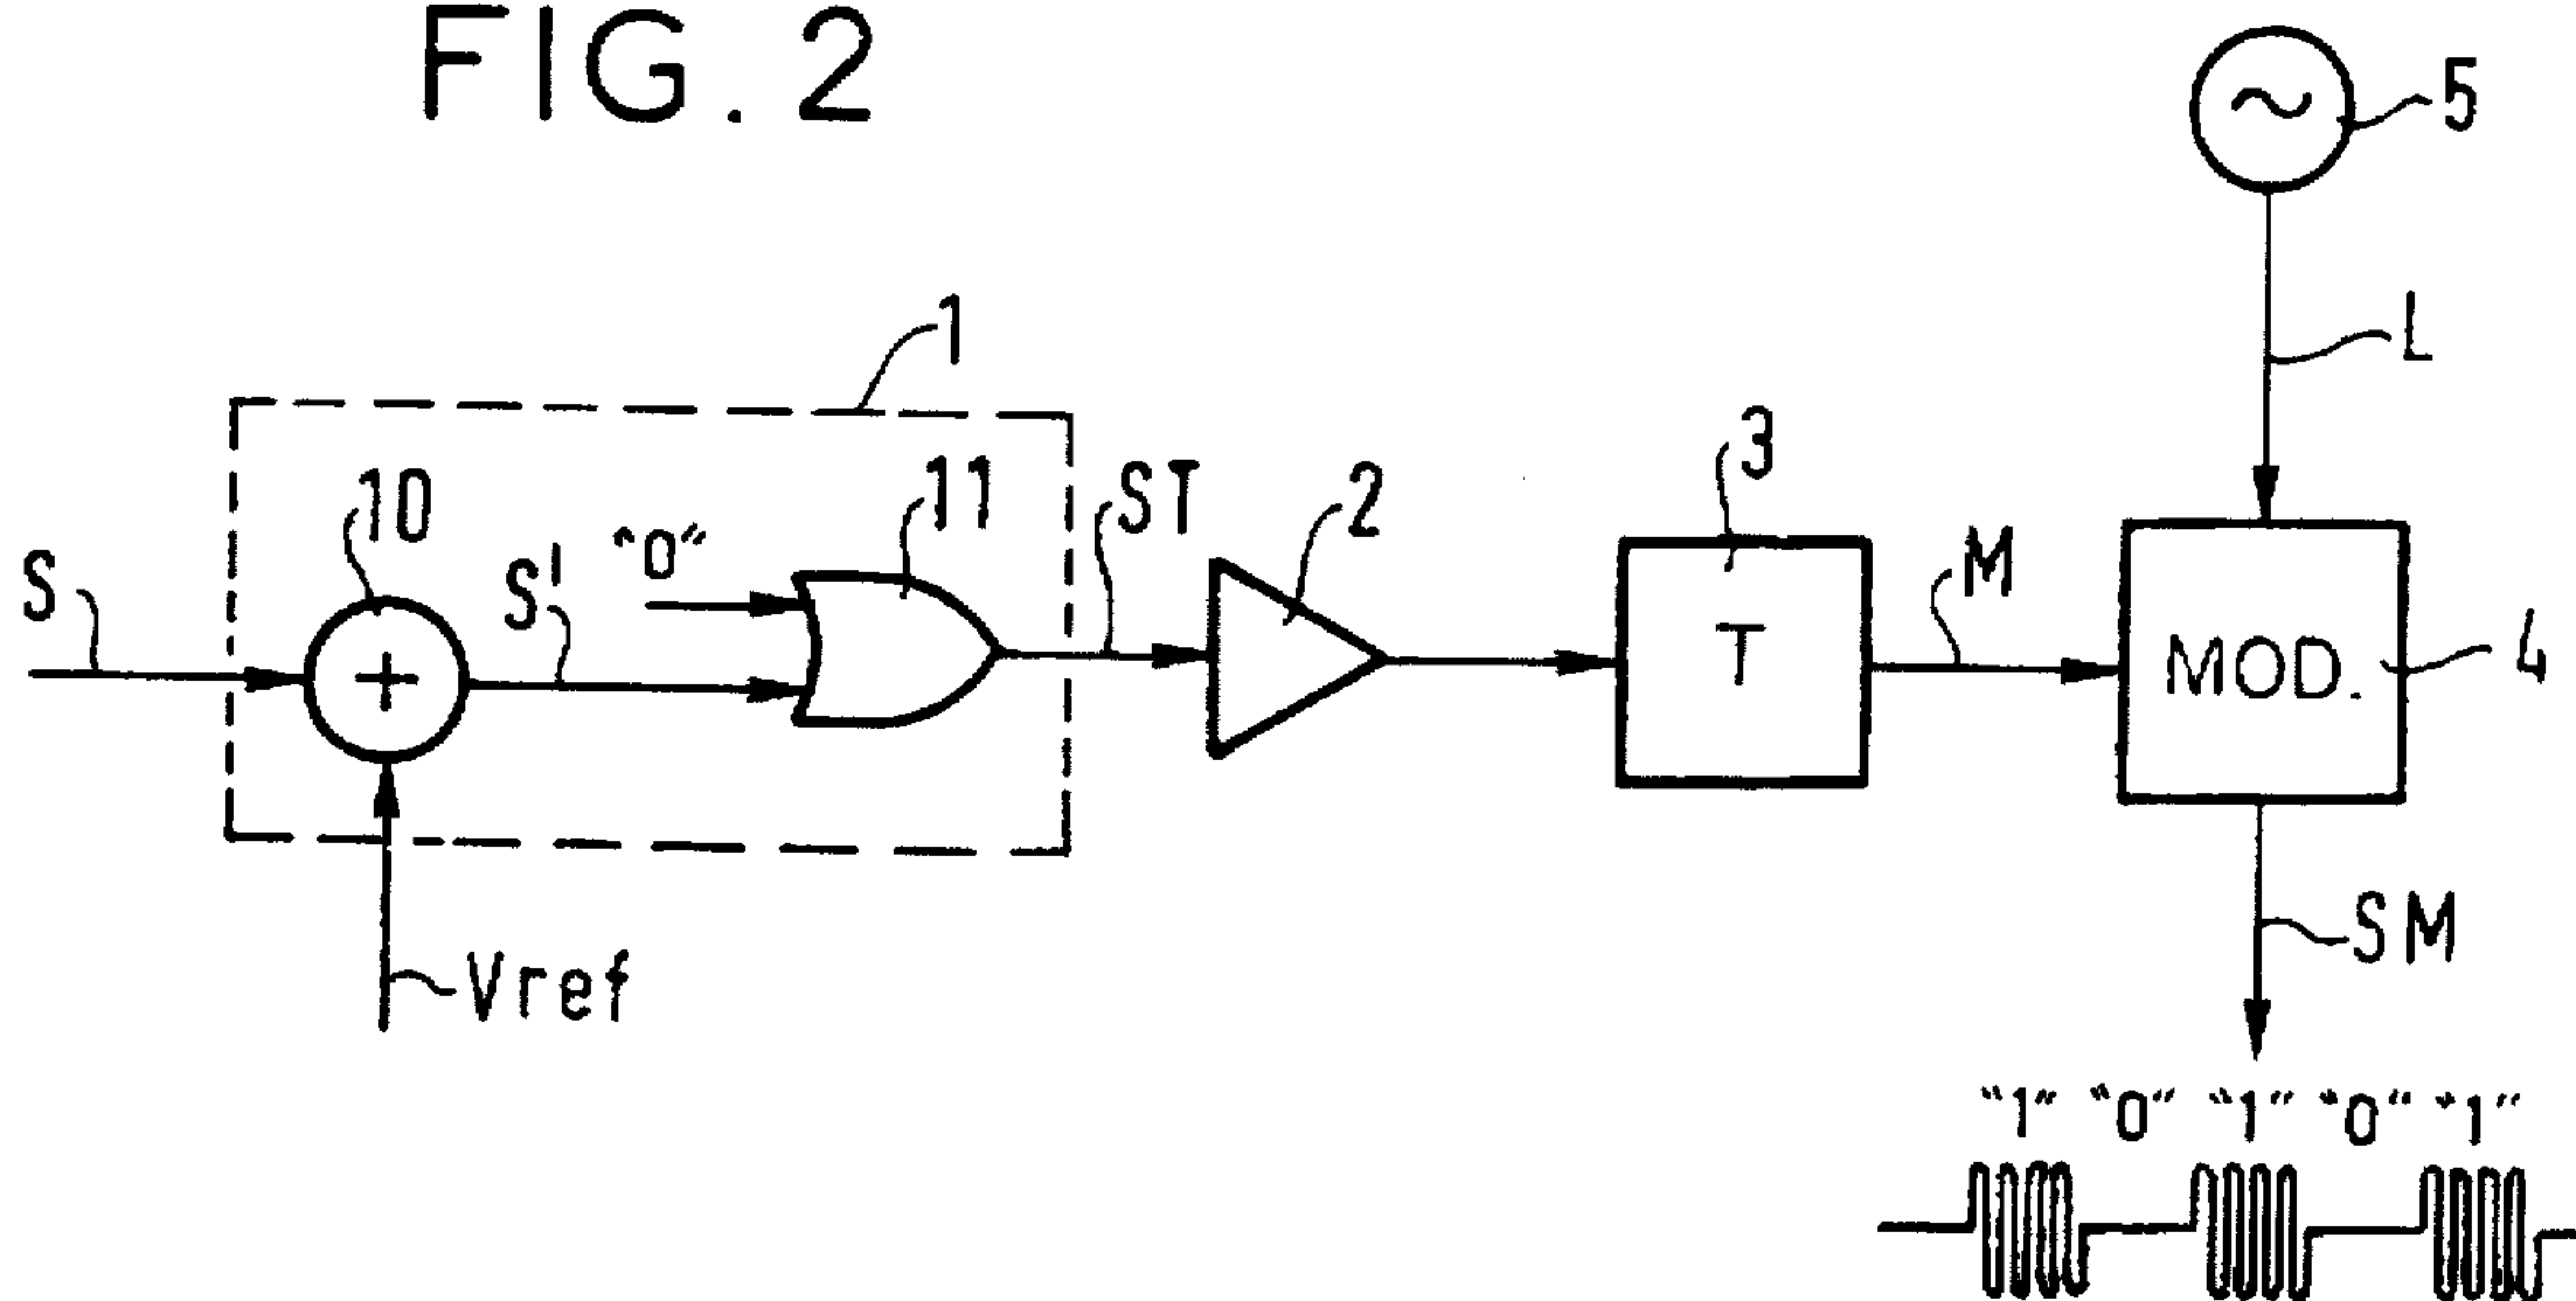 FIG. 2
5
L
1
10
11
"0"
S
S'
ST
2
3
T
M
MOD.
4
Vref
SM
"1" "0" "1" "0" "1"